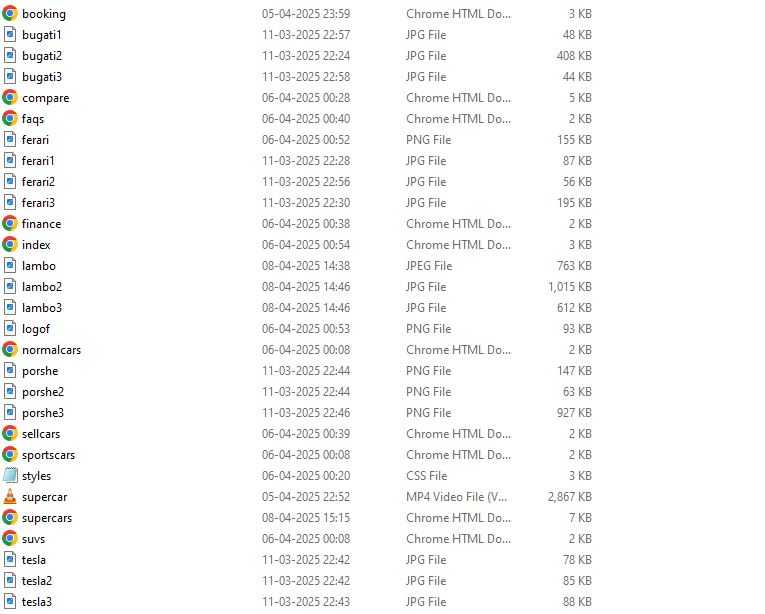 booking 05-04-2025 23:59 Chrome HTML Do... 3 KB
bugati1 11-03-2025 22:57 JPG File 48 KB
bugati2 11-03-2025 22:24 JPG File 408 KB
bugati3 11-03-2025 22:58 JPG File 44 KB
compare 06-04-2025 00:28 Chrome HTML Do... 5 KB
faqs 06-04-2025 00:40 Chrome HTML Do... 2 KB
ferari 06-04-2025 00:52 PNG File 155 KB
ferari1 11-03-2025 22:28 JPG File 87 KB
ferari2 11-03-2025 22:56 JPG File 56 KB
ferari3 11-03-2025 22:30 JPG File 195 KB
finance 06-04-2025 00:38 Chrome HTML Do... 2 KB
index 06-04-2025 00:54 Chrome HTML Do... 3 KB
lambo 08-04-2025 14:38 JPEG File 763 KB
lambo2 08-04-2025 14:46 JPG File 1,015 KB
lambo3 08-04-2025 14:46 JPG File 612 KB
logof 06-04-2025 00:53 PNG File 93 KB
normalcars 06-04-2025 00:08 Chrome HTML Do... 2 KB
porshe 11-03-2025 22:44 PNG File 147 KB
porshe2 11-03-2025 22:44 PNG File 63 KB
porshe3 11-03-2025 22:46 PNG File 927 KB
sellcars 06-04-2025 00:39 Chrome HTML Do... 2 KB
sportscars 06-04-2025 00:08 Chrome HTML Do... 2 KB
styles 06-04-2025 00:20 CSS File 3 KB
supercar 05-04-2025 22:52 MP4 Video File (V... 2,867 KB
supercars 08-04-2025 15:15 Chrome HTML Do... 7 KB
suvs 06-04-2025 00:08 Chrome HTML Do... 2 KB
tesla 11-03-2025 22:42 JPG File 78 KB
tesla2 11-03-2025 22:42 JPG File 85 KB
tesla3 11-03-2025 22:43 JPG File 88 KB